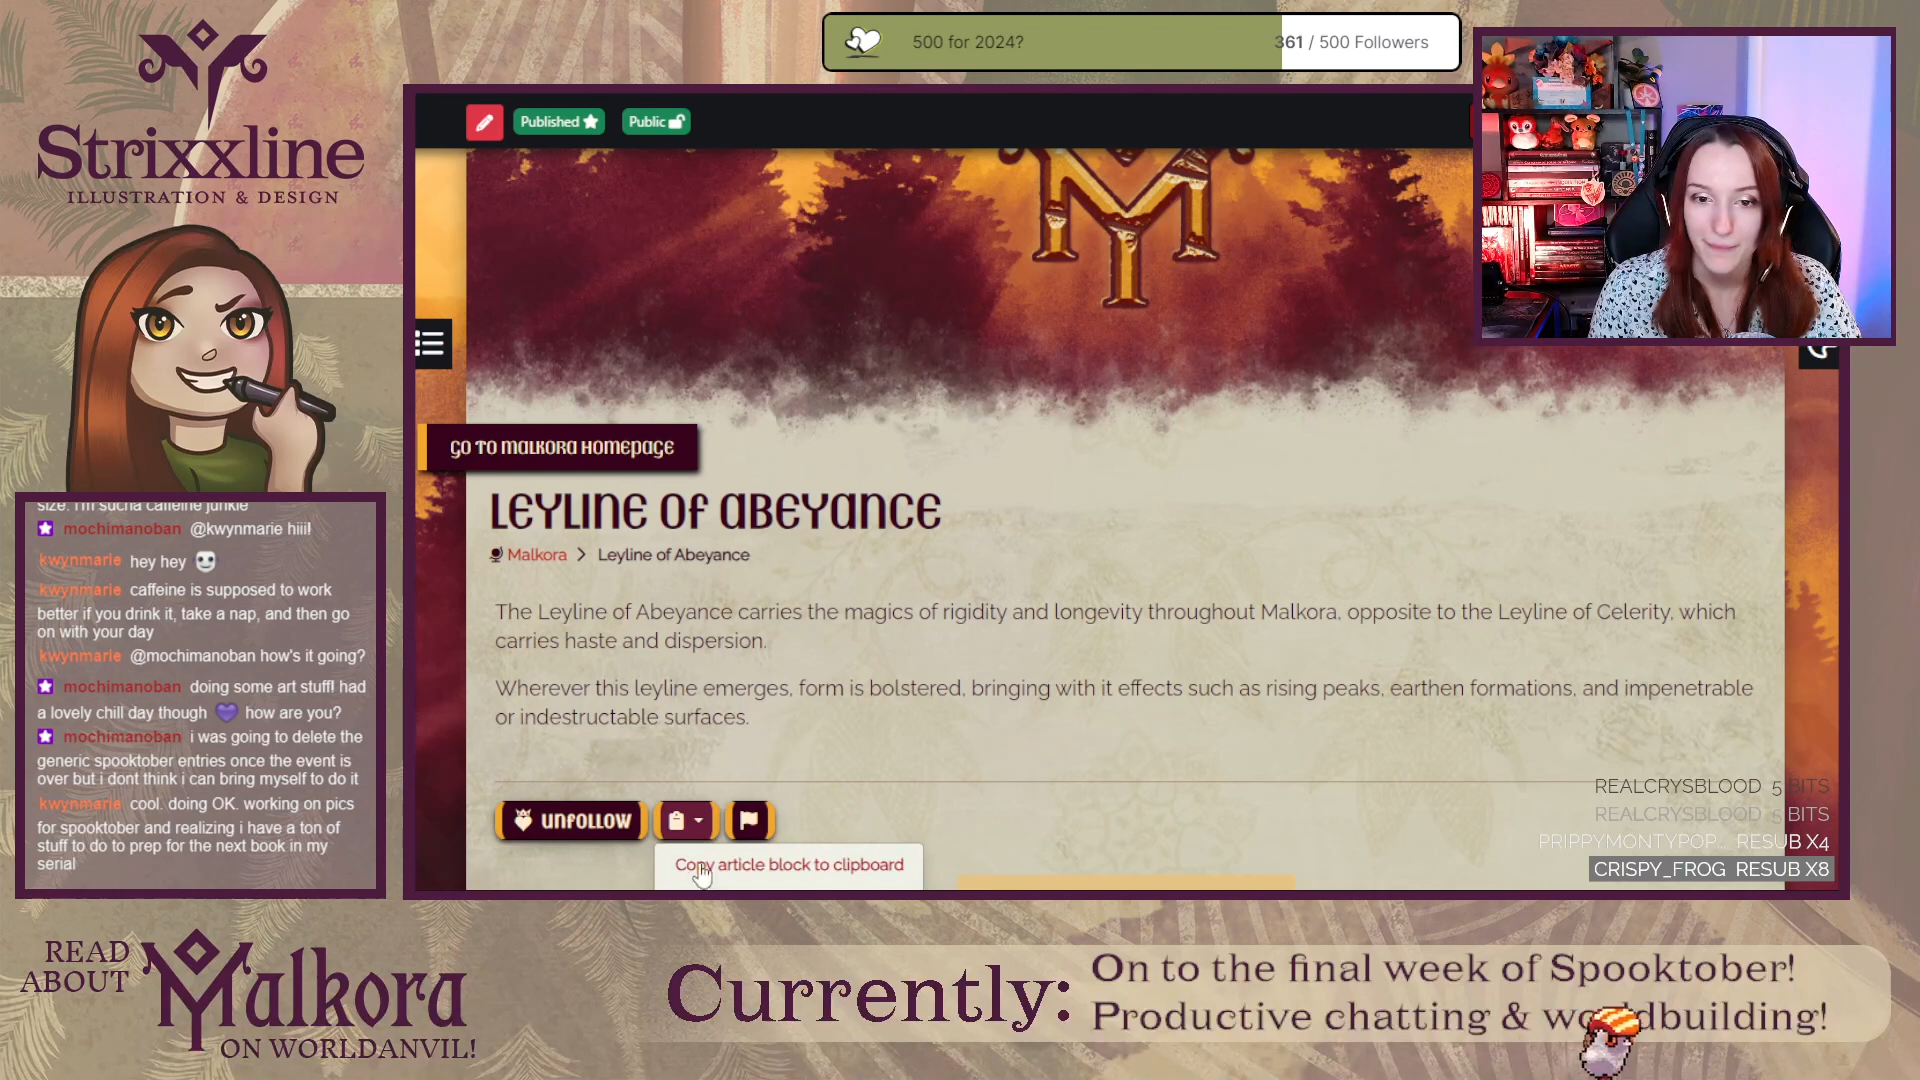 Strixxline
ILLUSTRATION & DESIGN
500 for 2024?
361 / 500 Followers
Published
Public
M
GO TO MALKORA HOMEPAGE
LEYLINE OF ABEYANCE
Malkora > Leyline of Abeyance
The Leyline of Abeyance carries the magics of rigidity and longevity throughout Malkora, opposite to the Leyline of Celerity, which
carries haste and dispersion.
Wherever this leyline emerges, form is bolstered, bringing with it effects such as rising peaks, earthen formations, and impenetrable
or indestructable surfaces.
UNFOLLOW
Copy article block to clipboard
REALCRYSBLOOD 5 BITS
REALCRYSBLOOD 5 BITS
PRIPPYMONTYPOP... RESUB X4
CRISPY_FROG RESUB X8
size. I'm sucha caffeine junkie
mochimanoban @kwynmarie hiii!
kwynmarie hey hey
kwynmarie caffeine is supposed to work
better if you drink it, take a nap, and then go
on with your day
kwynmarie @mochimanoban how's it going?
mochimanoban doing some art stuff! had
a lovely chill day though how are you?
mochimanoban i was going to delete the
generic spooktober entries once the event is
over but i dont think i can bring myself to do it
kwynmarie cool. doing OK. working on pics
for spooktober and realizing i have a ton of
stuff to do to prep for the next book in my
serial
READ
ABOUT
Malkora
ON WORLDANVIL!
Currently:
On to the final week of Spooktober!
Productive chatting & worldbuilding!